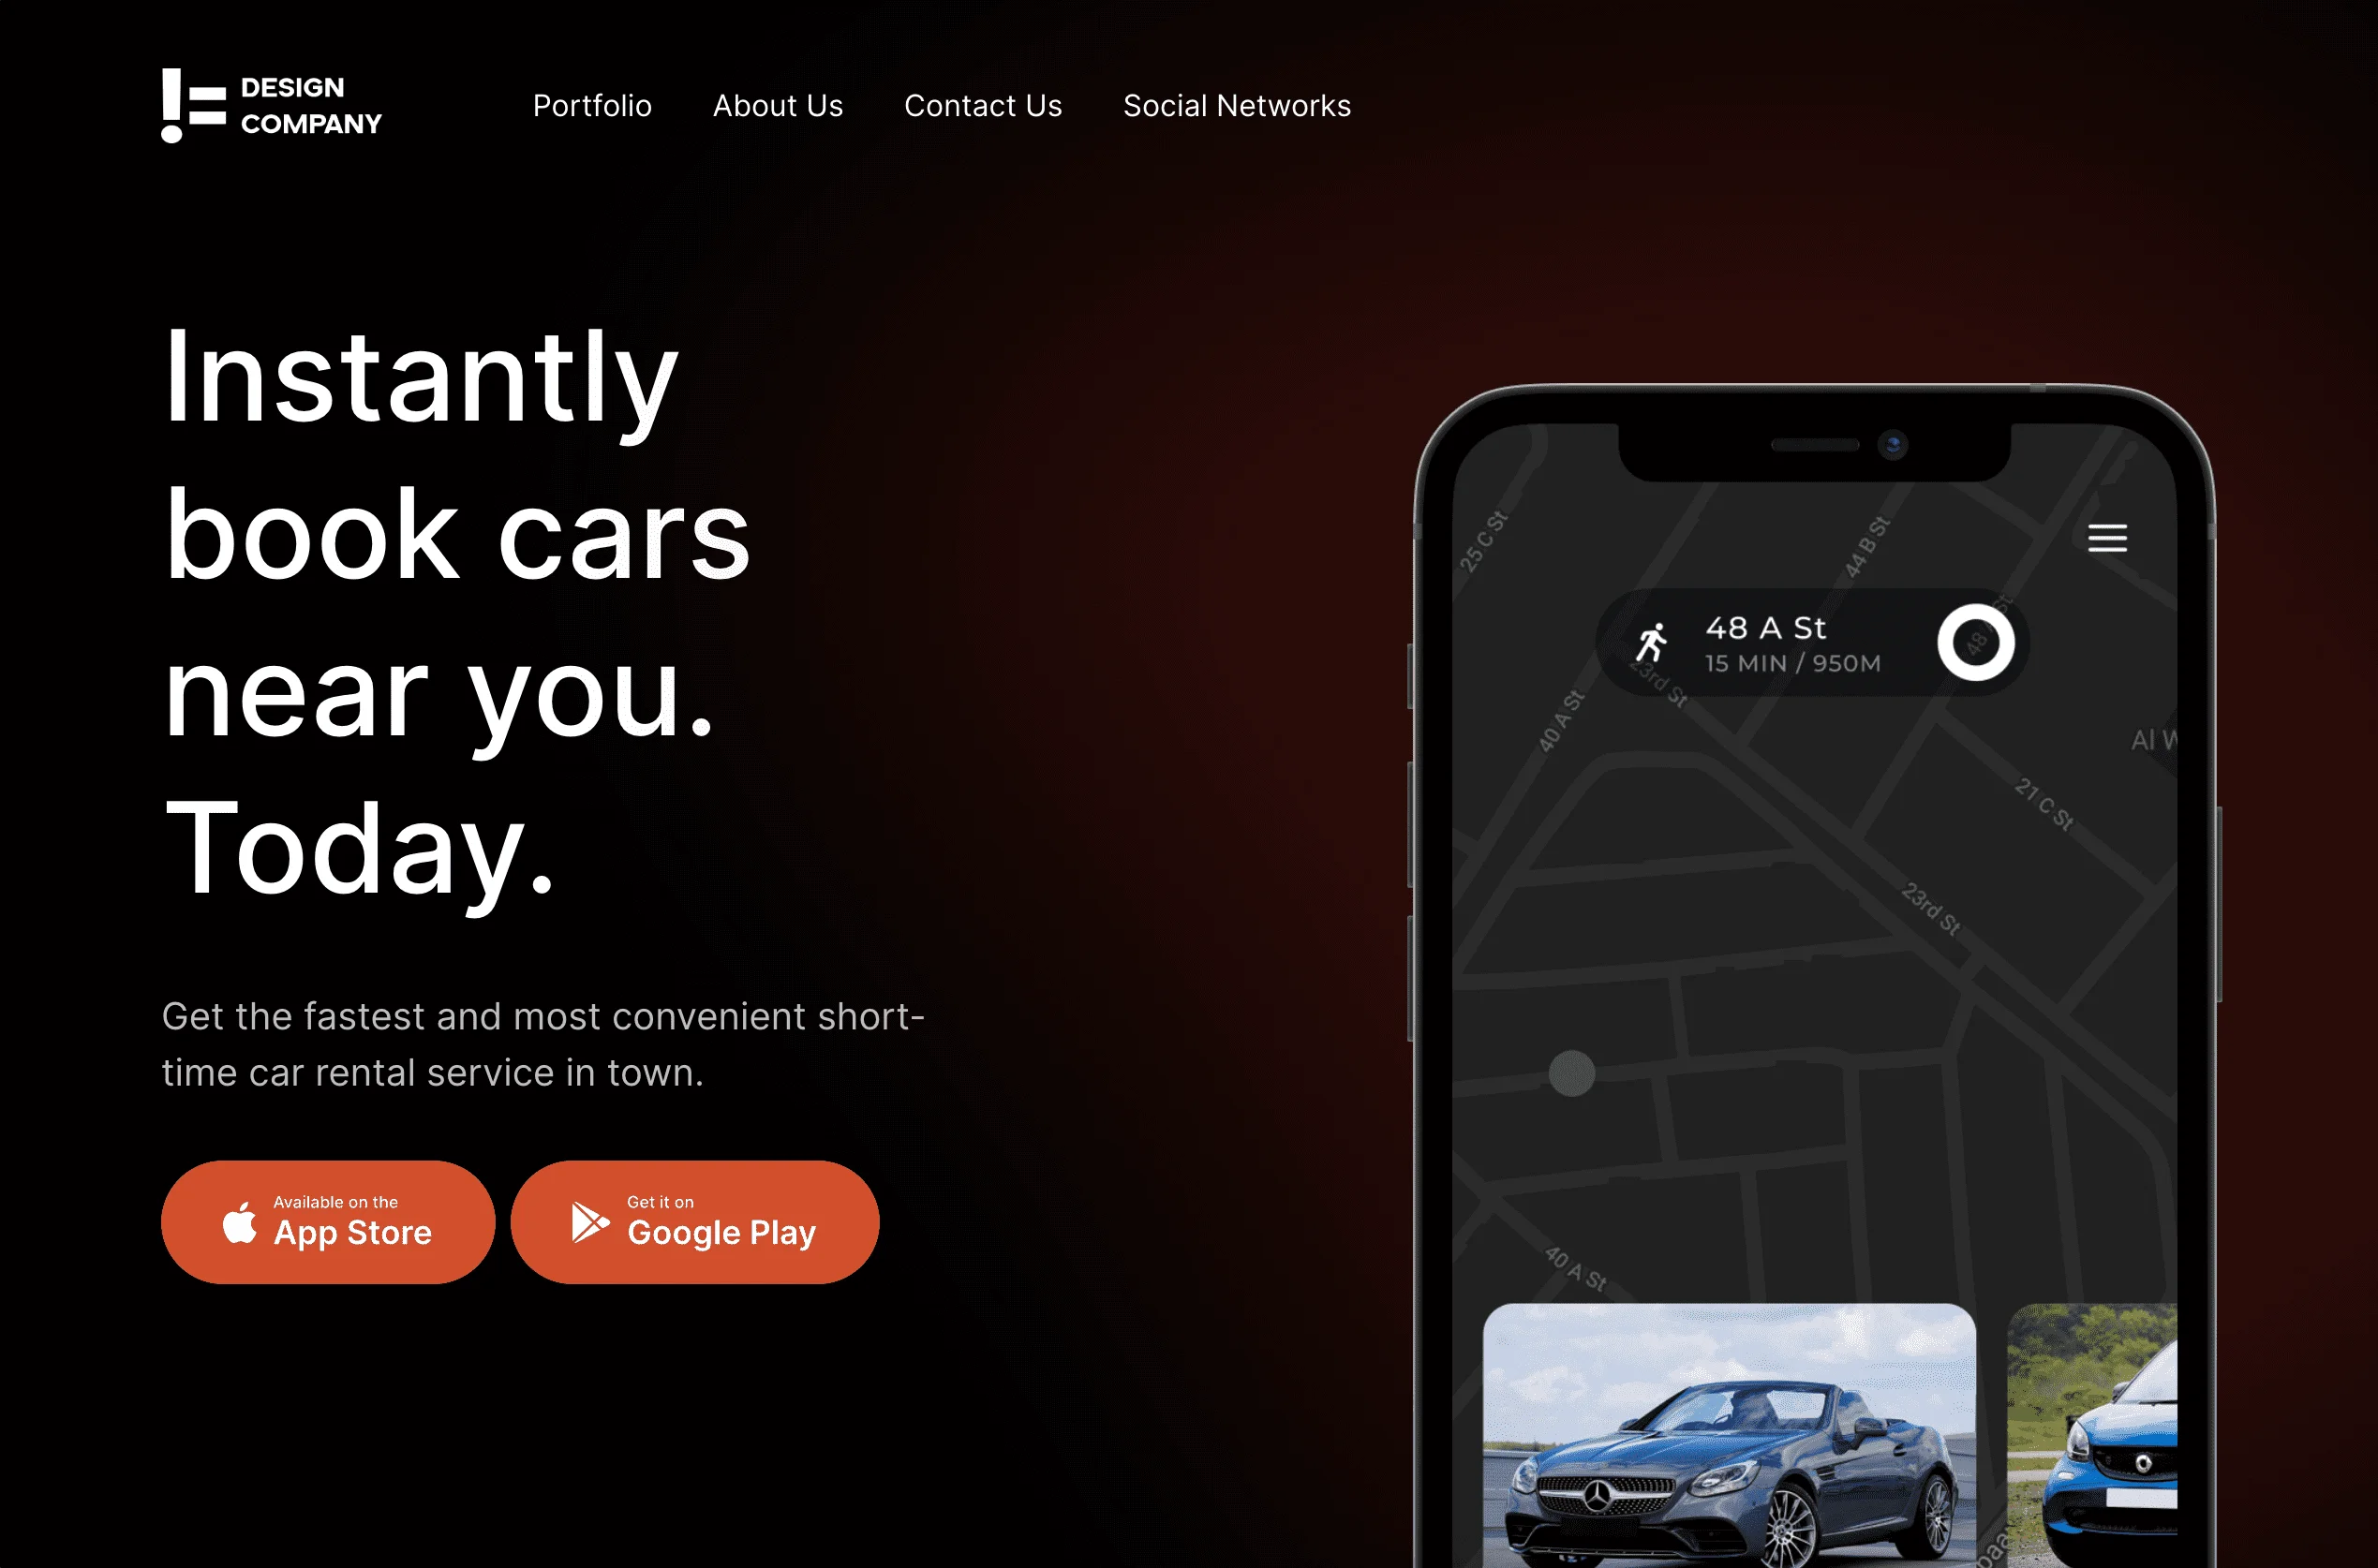 DESIGN
COMPANY
Portfolio
About Us
Contact Us
Social Networks
Instantly
book cars
near you.
Today.
Get the fastest and most convenient short-
time car rental service in town.
Available on the
App Store
Get it on
Google Play
25 C St
44 B St
48 A St
15 MIN / 950M
48
St
23rd St
40 A St
Al
21 C St
23rd St
40 A St